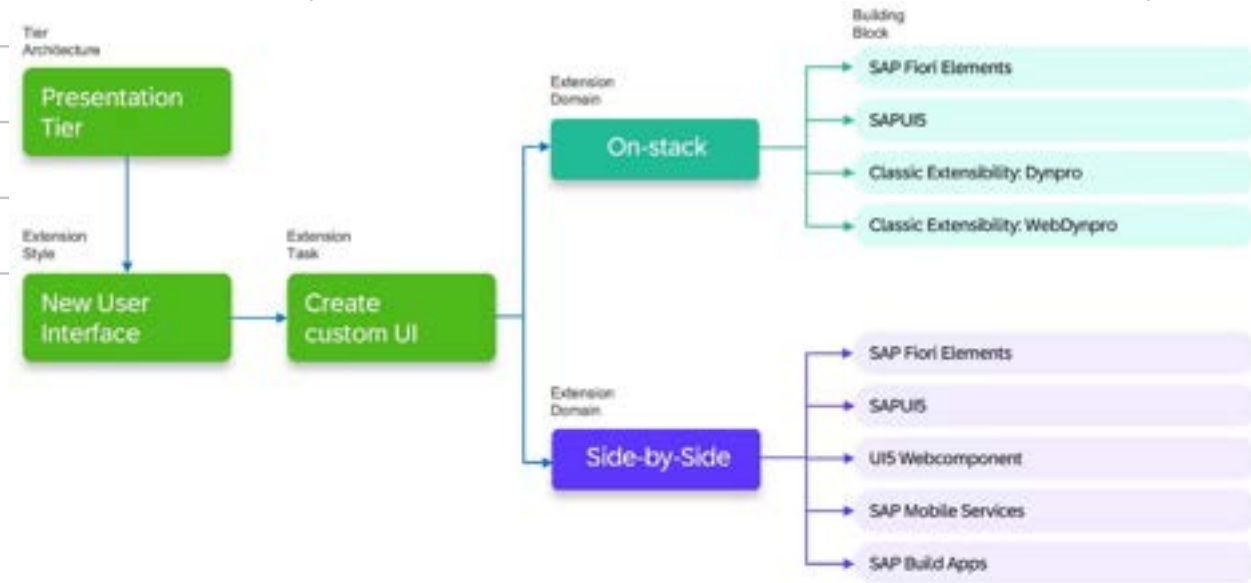 Tier
Architecture
Presentation
Tier
Extension
Style
New User
Interface
Extension
Task
Create
custom UI
Extension
Domain
On-stack
Building
Block
SAP Fiori Elements
SAPUI5
Classic Extensibility: Dynpro
Classic Extensibility: WebDynpro
Extension
Domain
Side-by-Side
SAP Fiori Elements
SAPUI5
UI5 Webcomponent
SAP Mobile Services
SAP Build Apps